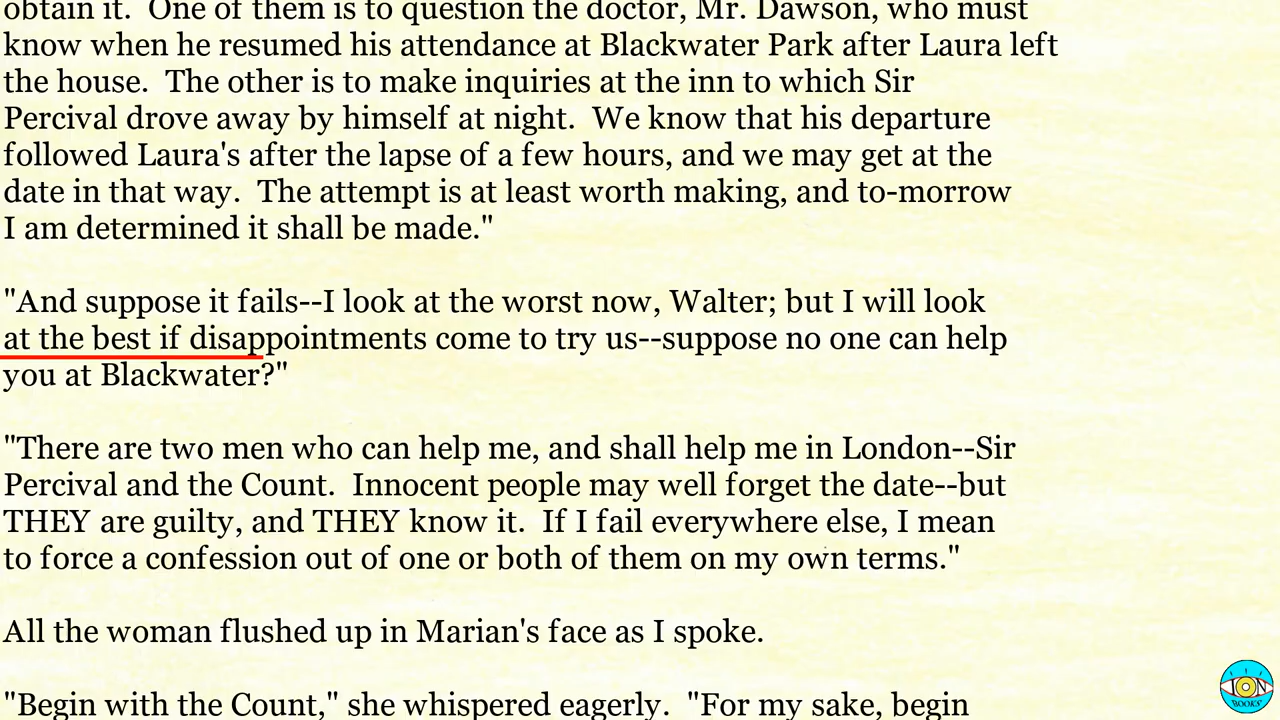 obtain it.  One of them is to question the doctor, Mr. Dawson, who must
know when he resumed his attendance at Blackwater Park after Laura left
the house.  The other is to make inquiries at the inn to which Sir
Percival drove away by himself at night.  We know that his departure
followed Laura's after the lapse of a few hours, and we may get at the
date in that way.  The attempt is at least worth making, and to-morrow
I am determined it shall be made."
"And suppose it fails--I look at the worst now, Walter; but I will look
at the best if disappointments come to try us--suppose no one can help
you at Blackwater?"
"There are two men who can help me, and shall help me in London--Sir
Percival and the Count.  Innocent people may well forget the date--but
THEY are guilty, and THEY know it.  If I fail everywhere else, I mean
to force a confession out of one or both of them on my own terms."
All the woman flushed up in Marian's face as I spoke.
"Begin with the Count," she whispered eagerly.  "For my sake, begin
ION
BOOKS